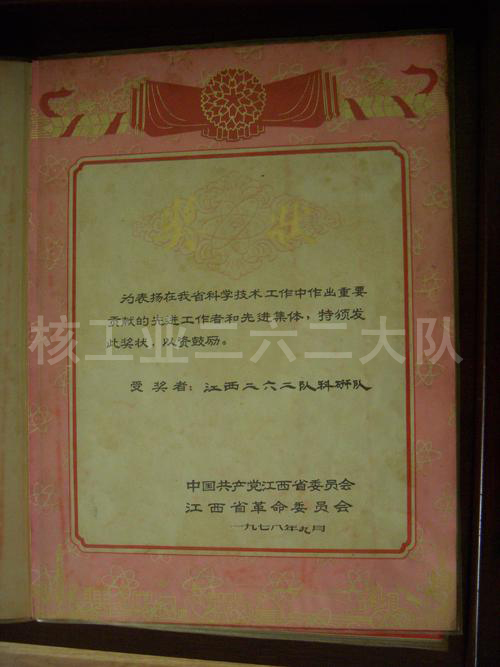 奖状
为表扬在我省科学技术工作中作出重要
贡献的先进工作者和先进集体，特颁发
此奖状，以资鼓励。
核工业二六二大队
受奖者：江西二六二队科研队
中国共产党江西省委员会
江西省革命委员会
一九七八年九月